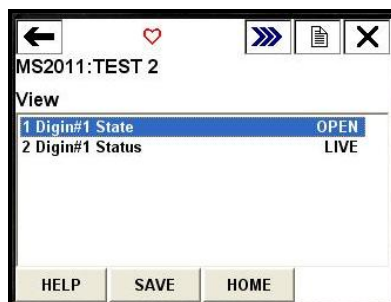 MS2011:TEST 2
View
1 Digin#1 State OPEN
2 Digin#1 Status LIVE
HELP SAVE HOME